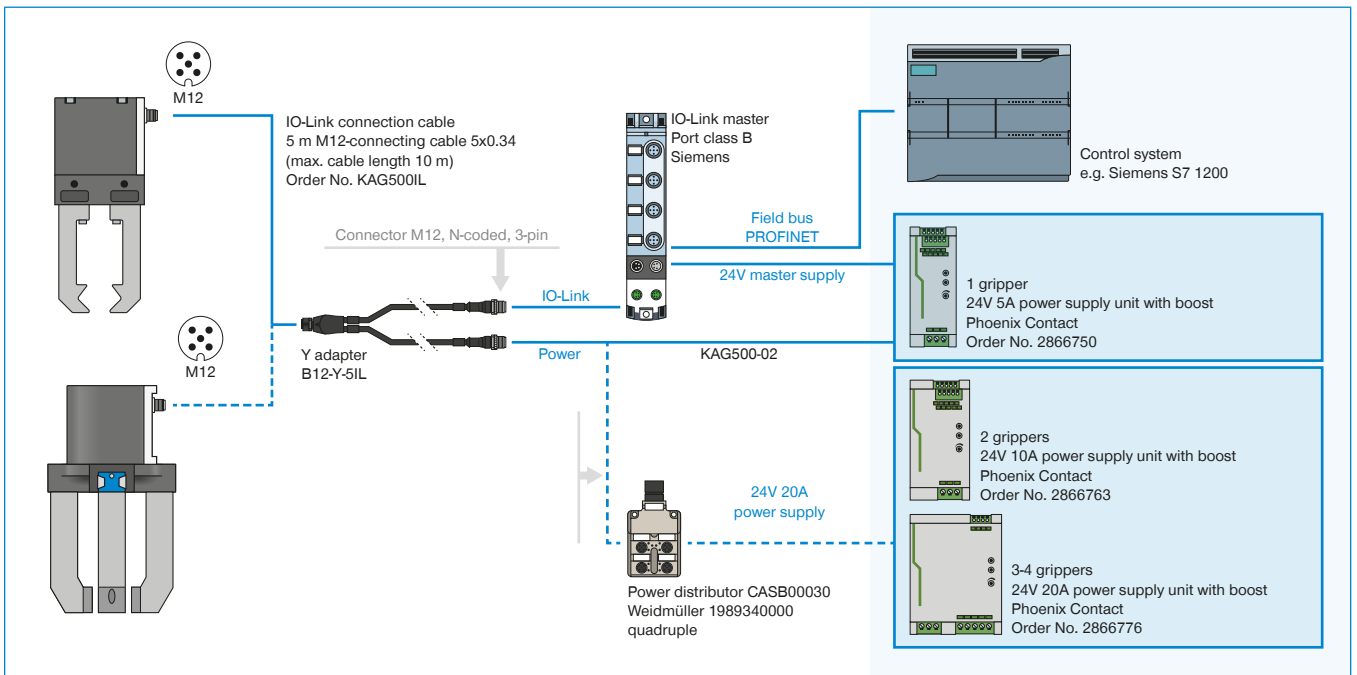 M12
IO-Link connection cable
5 m M12-connecting cable 5x0.34
(max. cable length 10 m)
Order No. KAG500IL
IO-Link master
Port class B
Siemens
Control system
e.g. Siemens S7 1200
Connector M12, N-coded, 3-pin
Field bus
PROFINET
24V master supply
1 gripper
24V 5A power supply unit with boost
Phoenix Contact
Order No. 2866750
IO-Link
M12
Y adapter
B12-Y-5IL
Power
KAG500-02
2 grippers
24V 10A power supply unit with boost
Phoenix Contact
Order No. 2866763
24V 20A
power supply
3-4 grippers
24V 20A power supply unit with boost
Phoenix Contact
Order No. 2866776
Power distributor CASB00030
Weidmüller 1989340000
quadruple